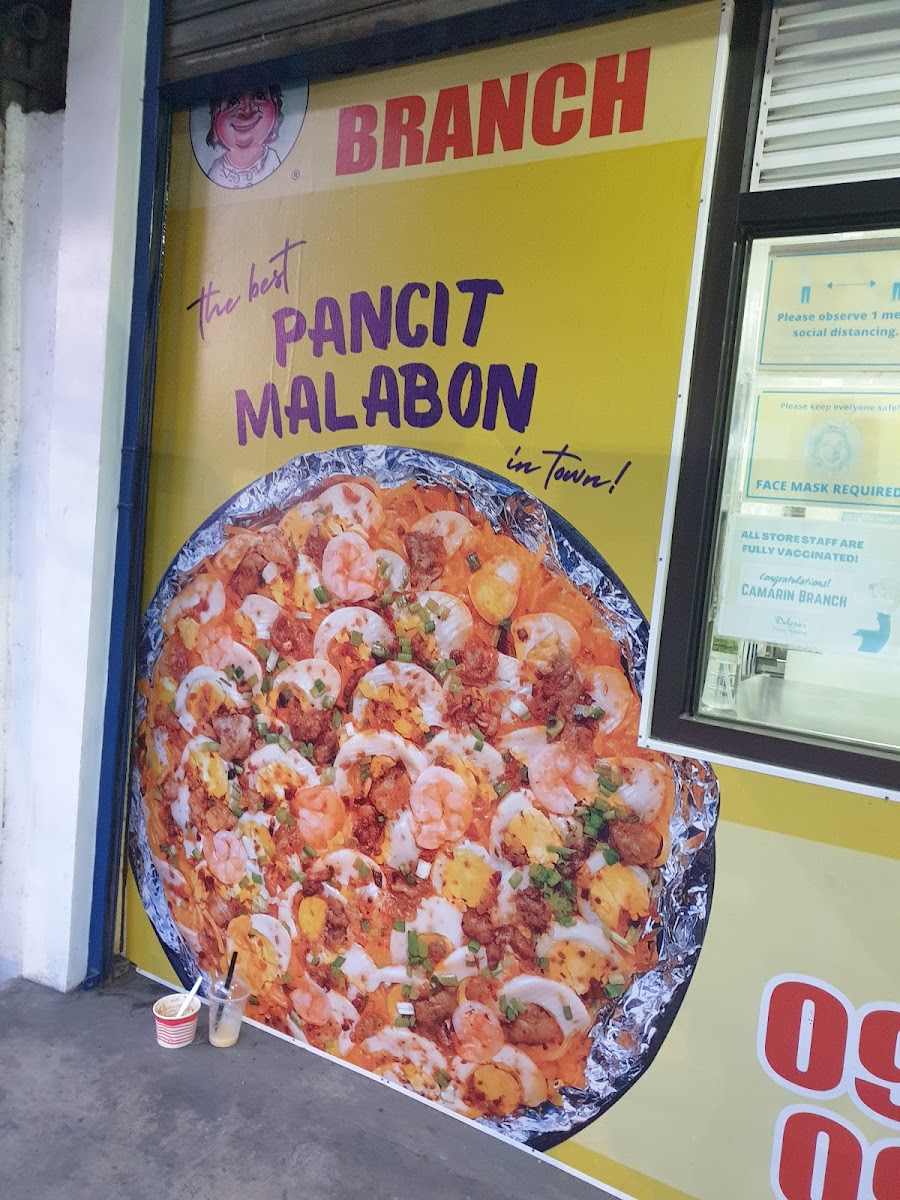 BRANCH
®
the best
PANCIT
MALABON
in town!
Please observe 1
social distancing.
Please keep everyone safe!
FACE MASK REQUIRED
ALL STORE STAFF ARE
FULLY VACCINATED!
Congratulations!
CAMARIN BRANCH
Dolora's
09
09